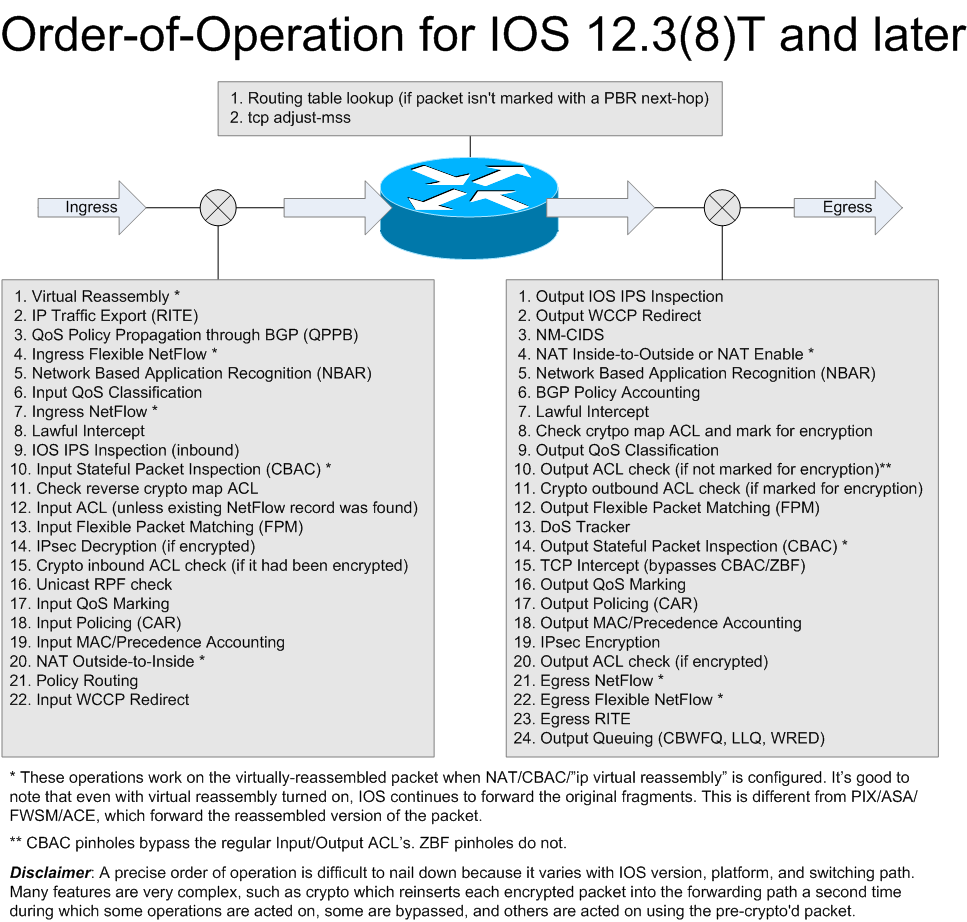 Order-of-Operation for IOS 12.3(8)T and later
1. Routing table lookup (if packet isn't marked with a PBR next-hop)
2. tcp adjust-mss
Ingress
Egress
1. Virtual Reassembly *
2. IP Traffic Export (RITE)
3. QoS Policy Propagation through BGP (QPPB)
4. Ingress Flexible NetFlow *
5. Network Based Application Recognition (NBAR)
6. Input QoS Classification
7. Ingress NetFlow *
8. Lawful Intercept
9. IOS IPS Inspection (inbound)
10. Input Stateful Packet Inspection (CBAC) *
11. Check reverse crypto map ACL
12. Input ACL (unless existing NetFlow record was found)
13. Input Flexible Packet Matching (FPM)
14. IPsec Decryption (if encrypted)
15. Crypto inbound ACL check (if it had been encrypted)
16. Unicast RPF check
17. Input QoS Marking
18. Input Policing (CAR)
19. Input MAC/Precedence Accounting
20. NAT Outside-to-Inside *
21. Policy Routing
22. Input WCCP Redirect
1. Output IOS IPS Inspection
2. Output WCCP Redirect
3. NM-CIDS
4. NAT Inside-to-Outside or NAT Enable *
5. Network Based Application Recognition (NBAR)
6. BGP Policy Accounting
7. Lawful Intercept
8. Check crytpo map ACL and mark for encryption
9. Output QoS Classification
10. Output ACL check (if not marked for encryption)**
11. Crypto outbound ACL check (if marked for encryption)
12. Output Flexible Packet Matching (FPM)
13. DoS Tracker
14. Output Stateful Packet Inspection (CBAC) *
15. TCP Intercept (bypasses CBAC/ZBF)
16. Output QoS Marking
17. Output Policing (CAR)
18. Output MAC/Precedence Accounting
19. IPsec Encryption
20. Output ACL check (if encrypted)
21. Egress NetFlow *
22. Egress Flexible NetFlow *
23. Egress RITE
24. Output Queuing (CBWFQ, LLQ, WRED)
* These operations work on the virtually-reassembled packet when NAT/CBAC/”ip virtual reassembly” is configured. It’s good to
note that even with virtual reassembly turned on, IOS continues to forward the original fragments. This is different from PIX/ASA/
FWSM/ACE, which forward the reassembled version of the packet.
** CBAC pinholes bypass the regular Input/Output ACL’s. ZBF pinholes do not.
Disclaimer: A precise order of operation is difficult to nail down because it varies with IOS version, platform, and switching path.
Many features are very complex, such as crypto which reinserts each encrypted packet into the forwarding path a second time
during which some operations are acted on, some are bypassed, and others are acted on using the pre-crypto'd packet.